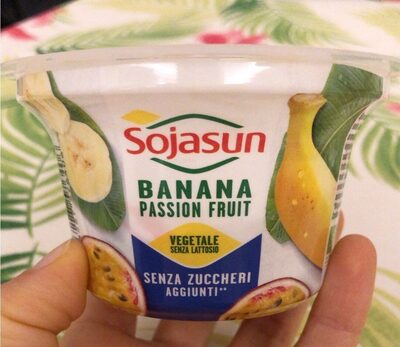 Sojasun
BANANA
PASSION FRUIT
VEGETALE
SENZA LATTOSIO
SENZA ZUCCHERI
AGGIUNTI**